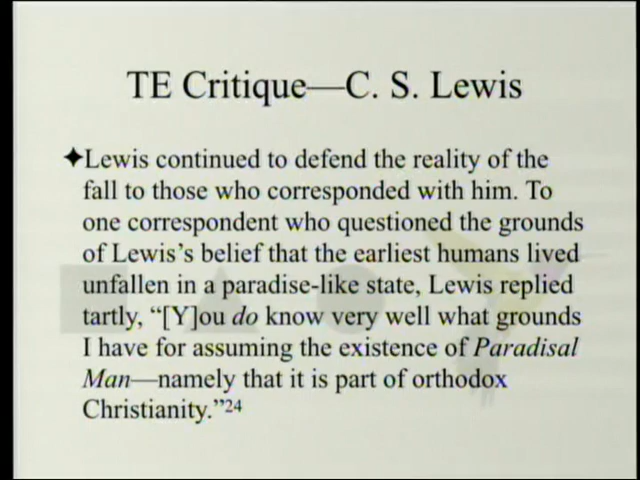 TE Critique—C. S. Lewis
✦Lewis continued to defend the reality of the
fall to those who corresponded with him. To
one correspondent who questioned the grounds
of Lewis’s belief that the earliest humans lived
unfallen in a paradise-like state, Lewis replied
tartly, “[Y]ou do know very well what grounds
I have for assuming the existence of Paradisal
Man—namely that it is part of orthodox
Christianity.”24